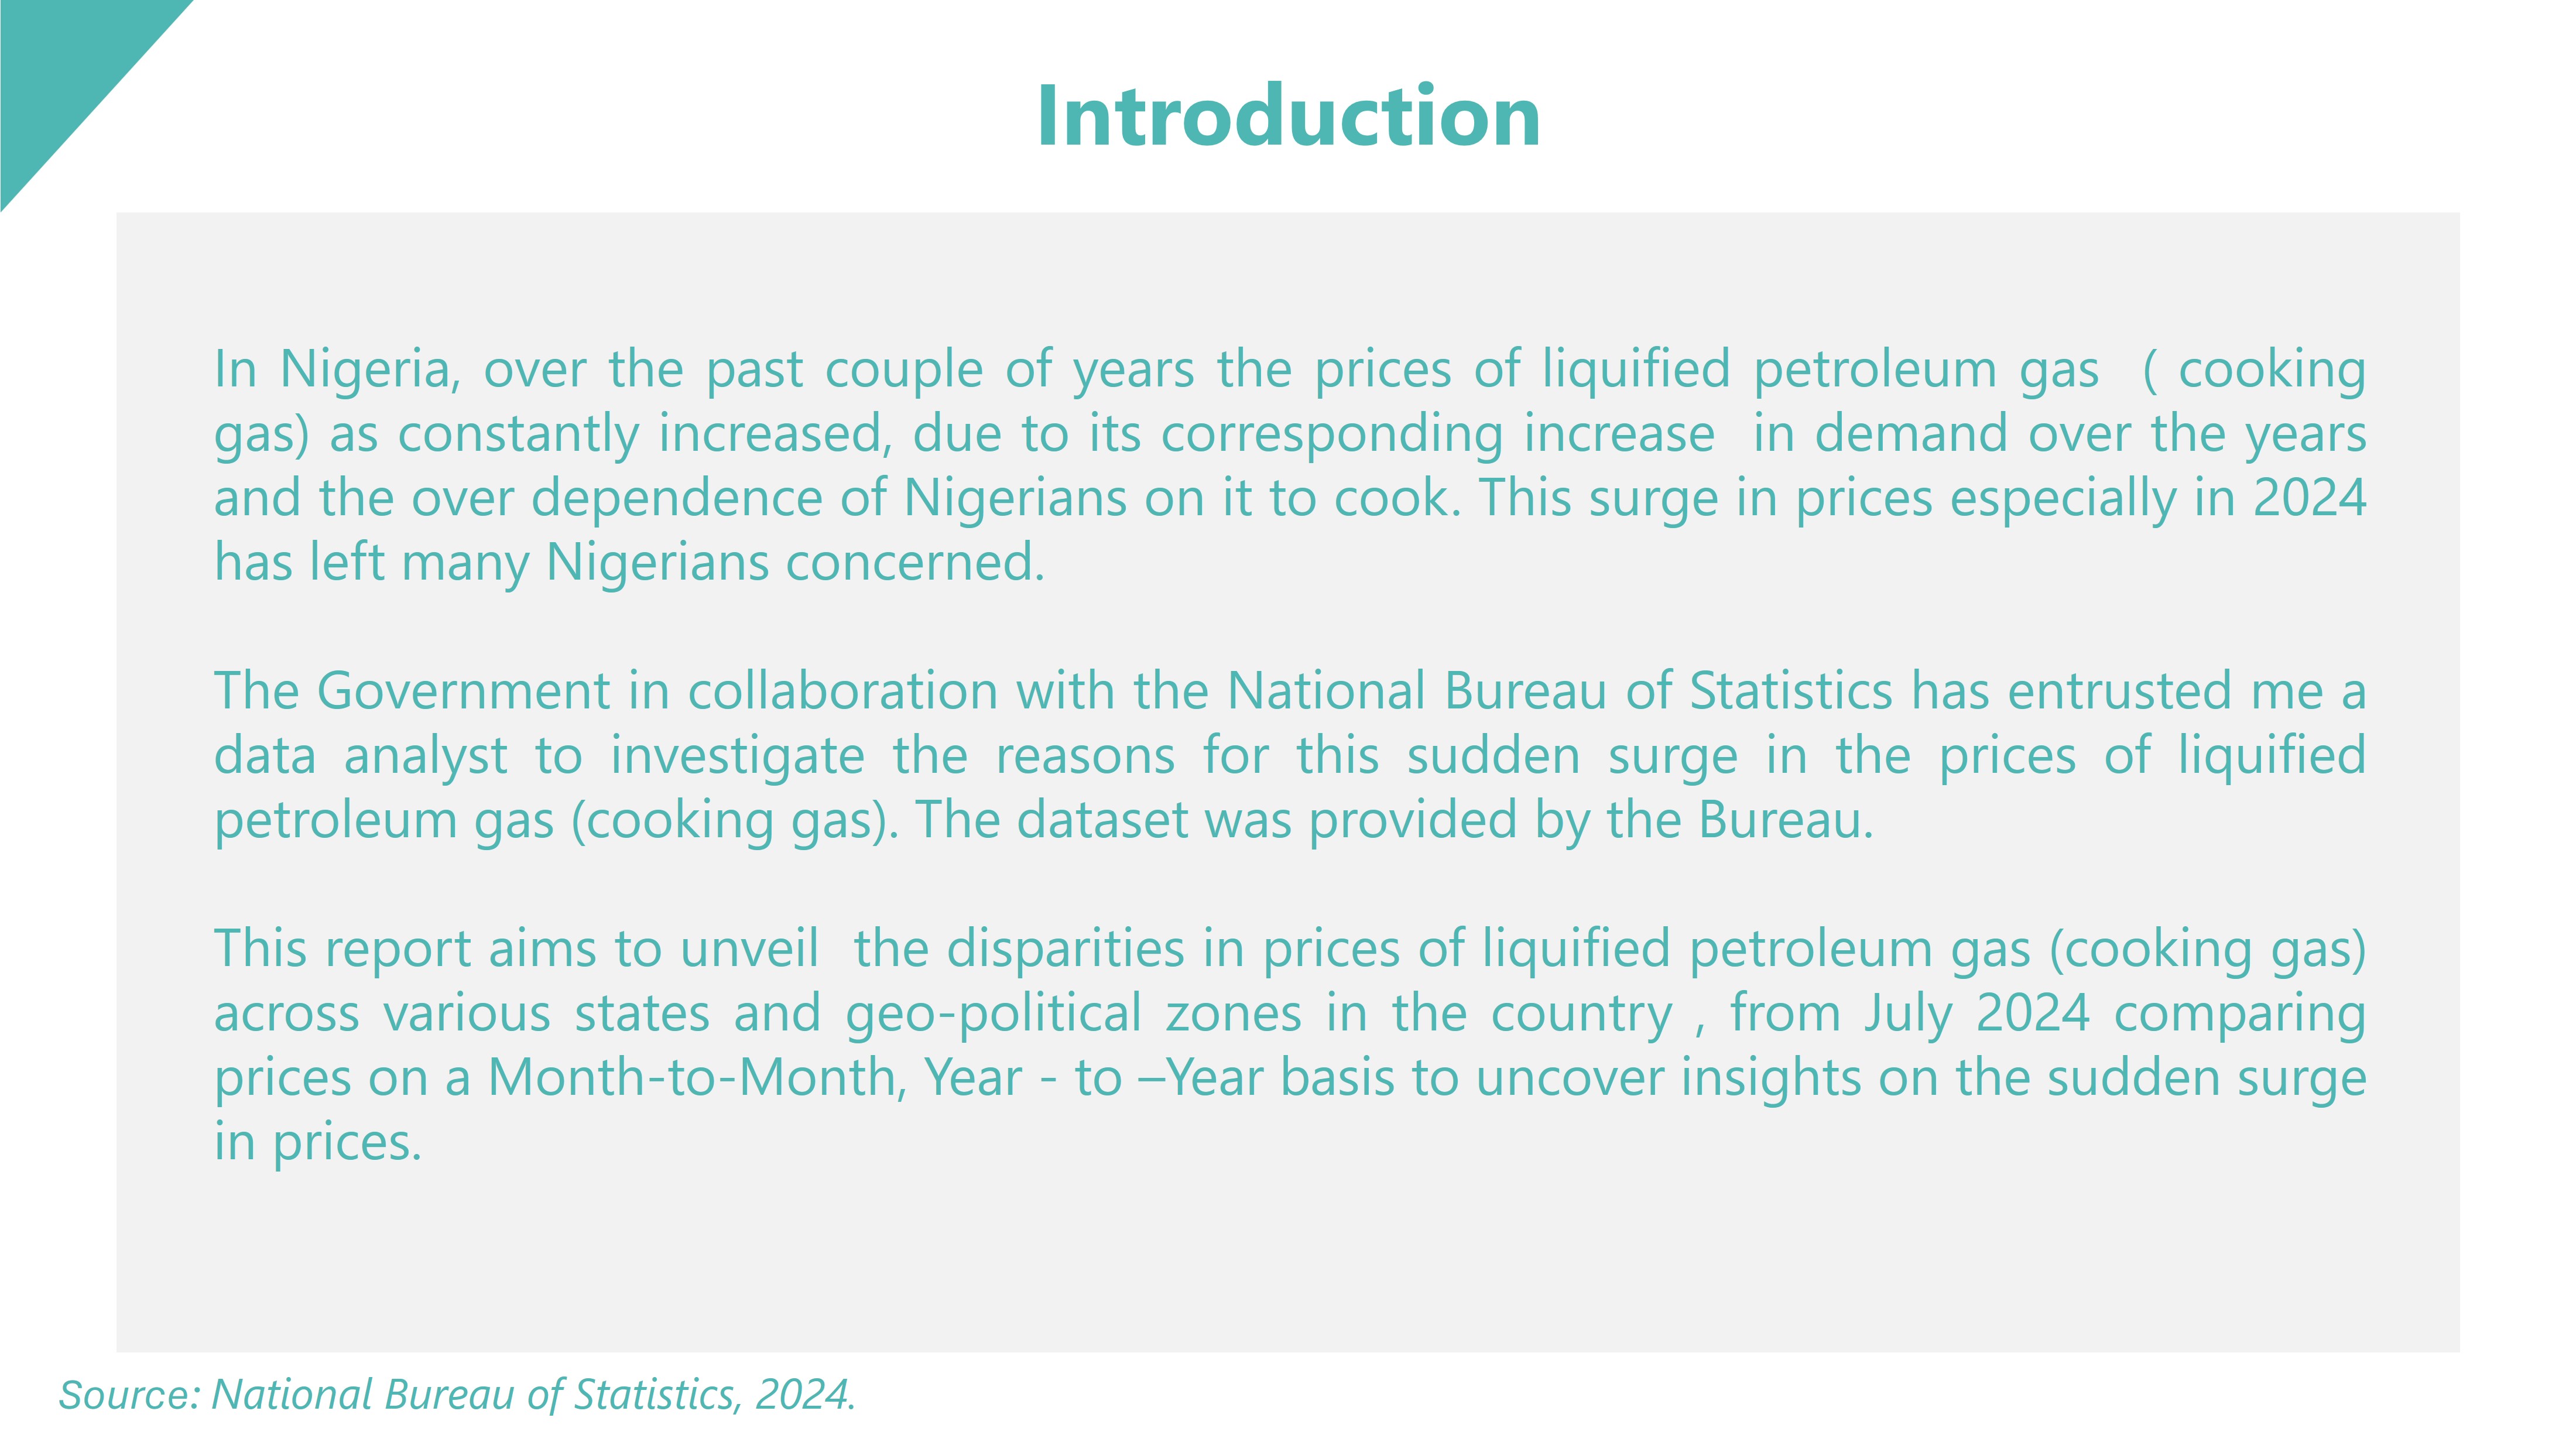 Introduction
In Nigeria, over the past couple of years the prices of liquified petroleum gas  ( cooking
gas) as constantly increased, due to its corresponding increase  in demand over the years
and the over dependence of Nigerians on it to cook. This surge in prices especially in 2024
has left many Nigerians concerned.
The Government in collaboration with the National Bureau of Statistics has entrusted me a
data analyst to investigate the reasons for this sudden surge in the prices of liquified
petroleum gas (cooking gas). The dataset was provided by the Bureau.
This report aims to unveil  the disparities in prices of liquified petroleum gas (cooking gas)
across various states and geo-political zones in the country , from July 2024 comparing
prices on a Month-to-Month, Year - to –Year basis to uncover insights on the sudden surge
in prices.
Source: National Bureau of Statistics, 2024.